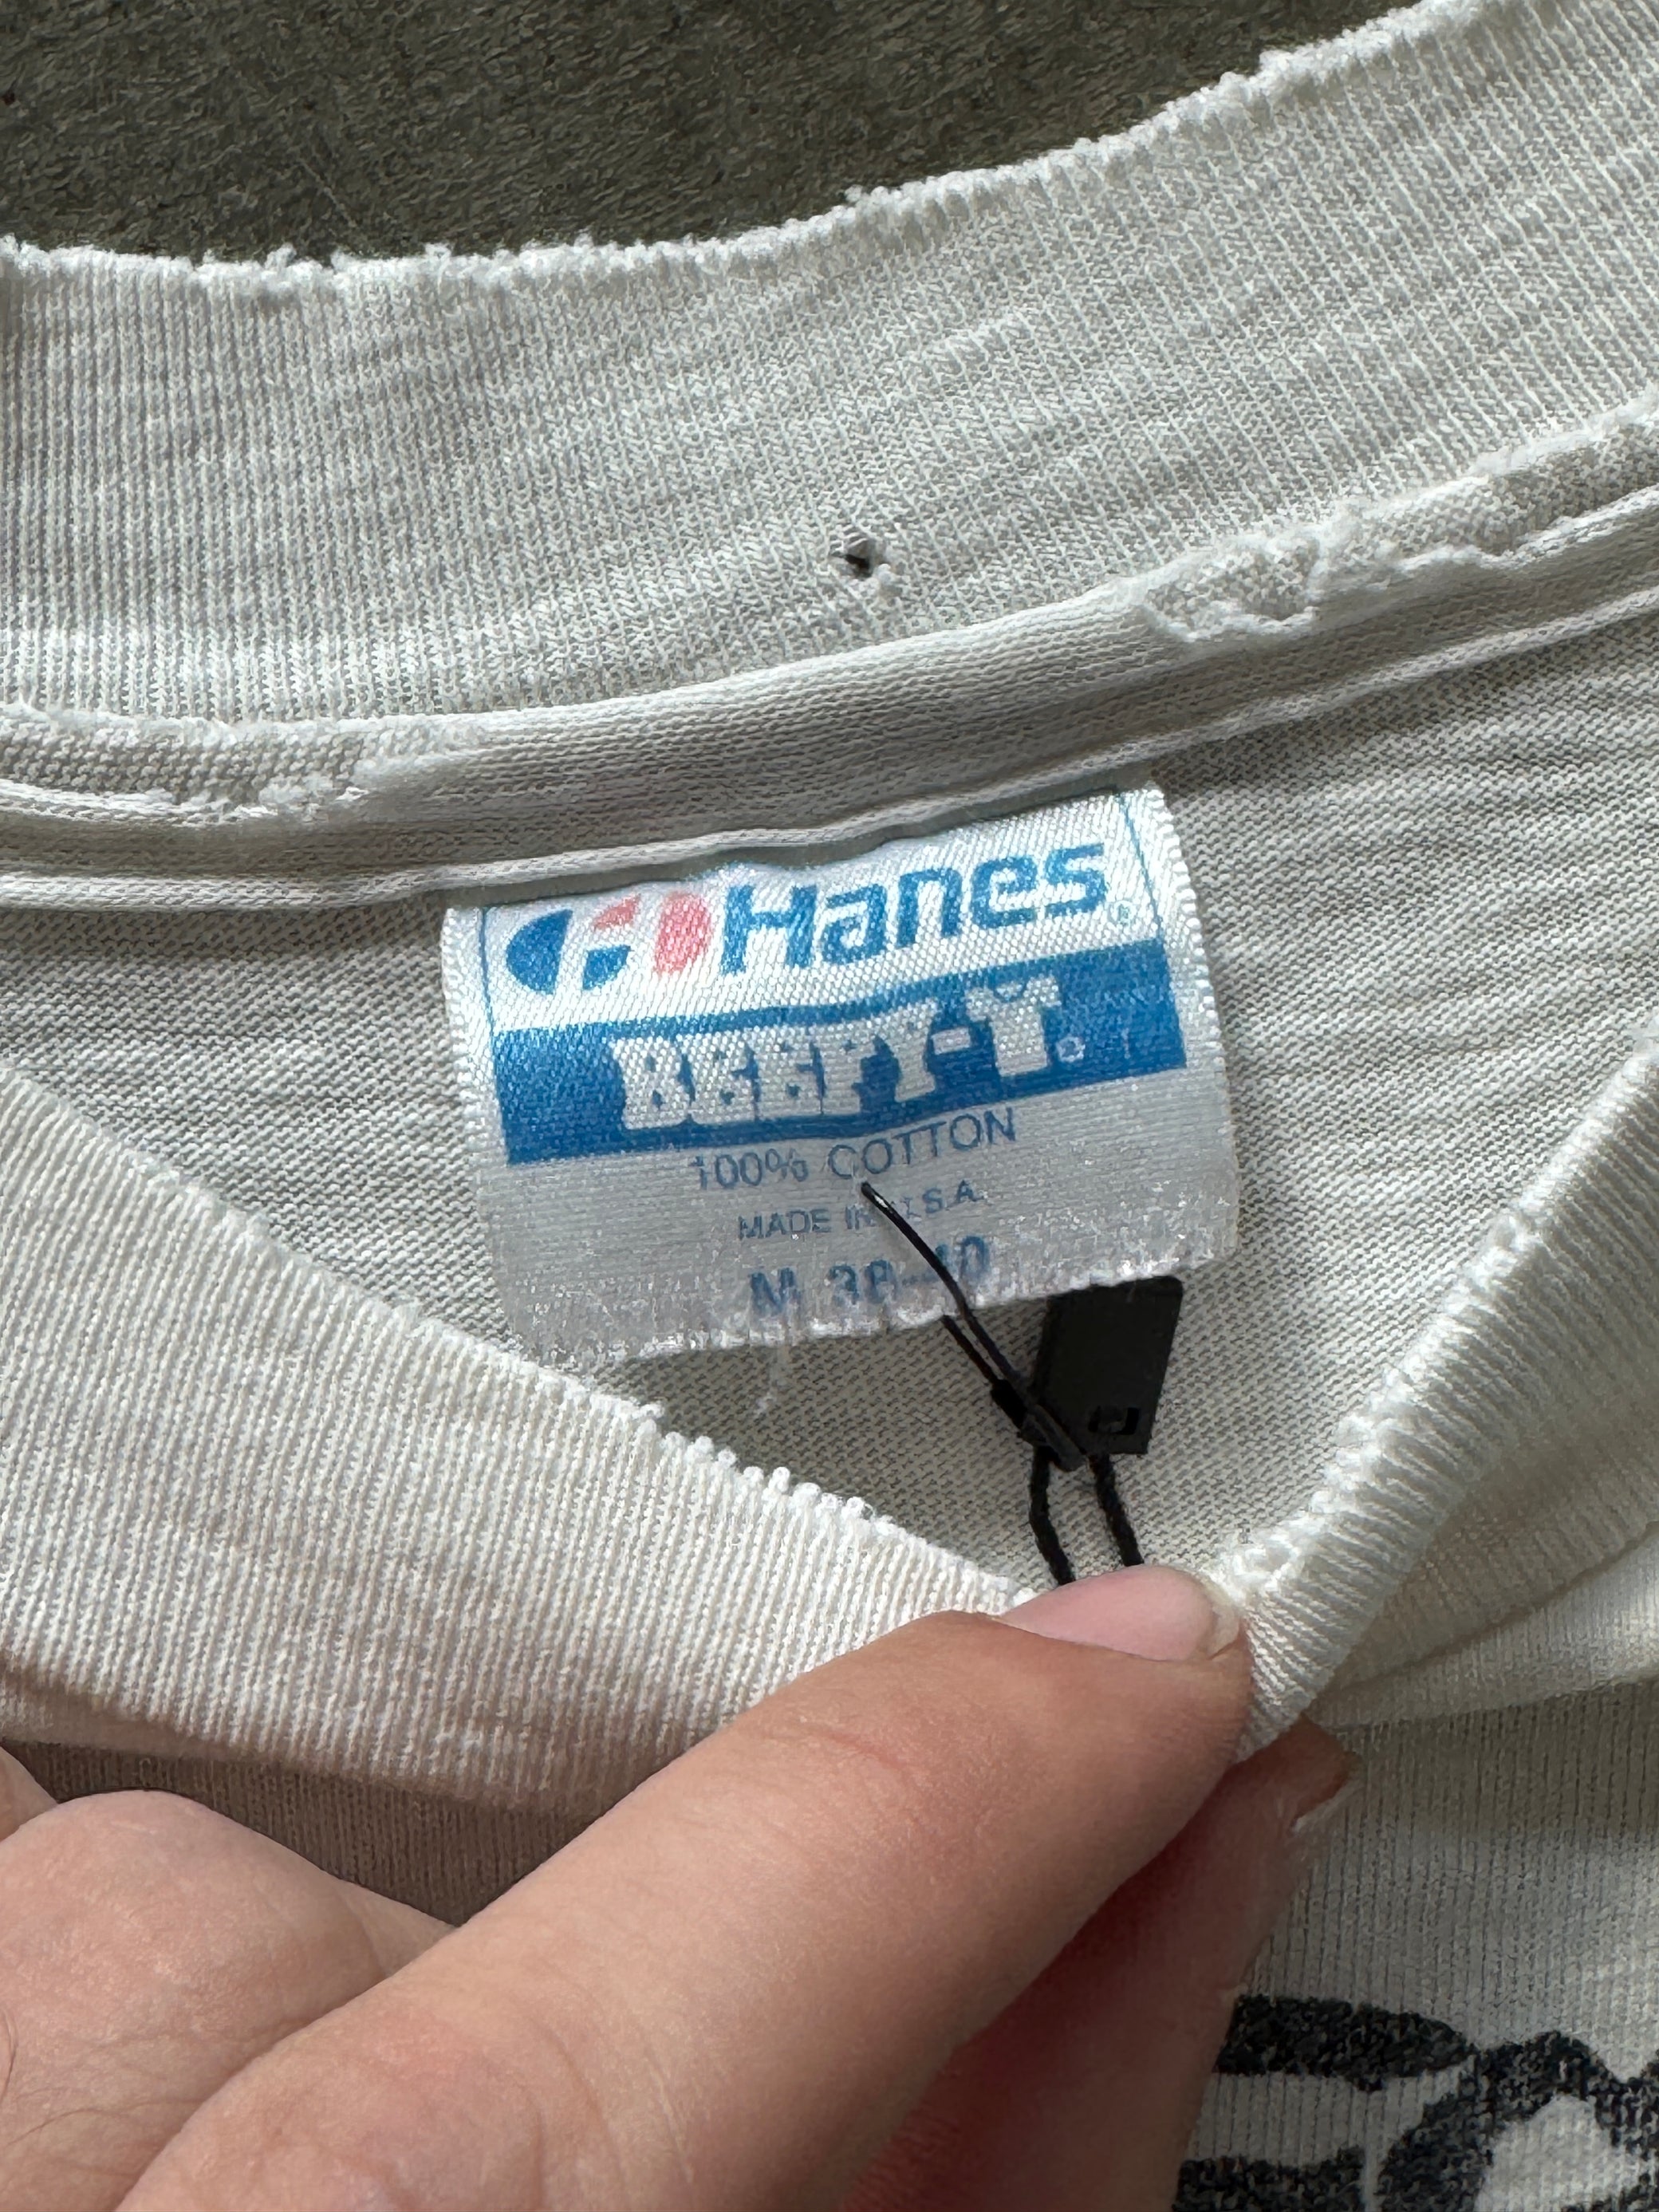 Hanes®
BEEFY-T®
100% COTTON
MADE IN U.S.A.
M 38-40